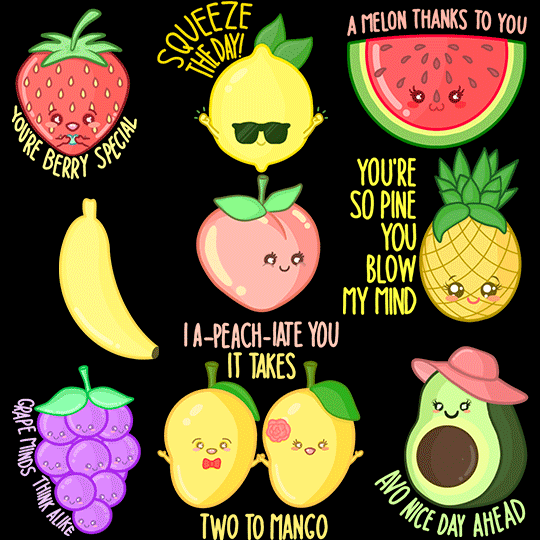 YOU'RE BERRY SPECIAL
SQUEEZE
THE DAY!
A MELON THANKS TO YOU
YOU'RE
SO PINE
YOU
BLOW
MY MIND
I A-PEACH-IATE YOU
IT TAKES
TWO TO MANGO
GRAPE MINDS THINK ALIKE
AVO NICE DAY AHEAD